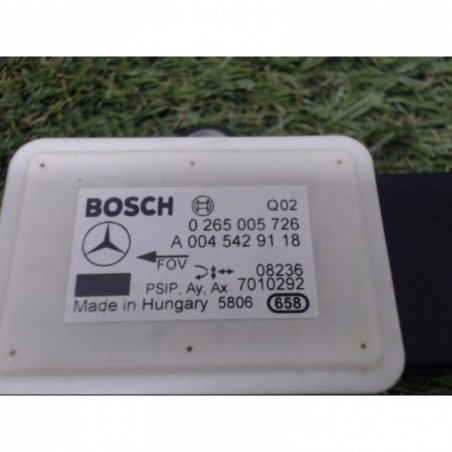 BOSCH Q02
0 265 005 726
A 004 542 91 18
FOV 08236
PSIP, Ay, Ax 7010292
Made in Hungary 5806 658